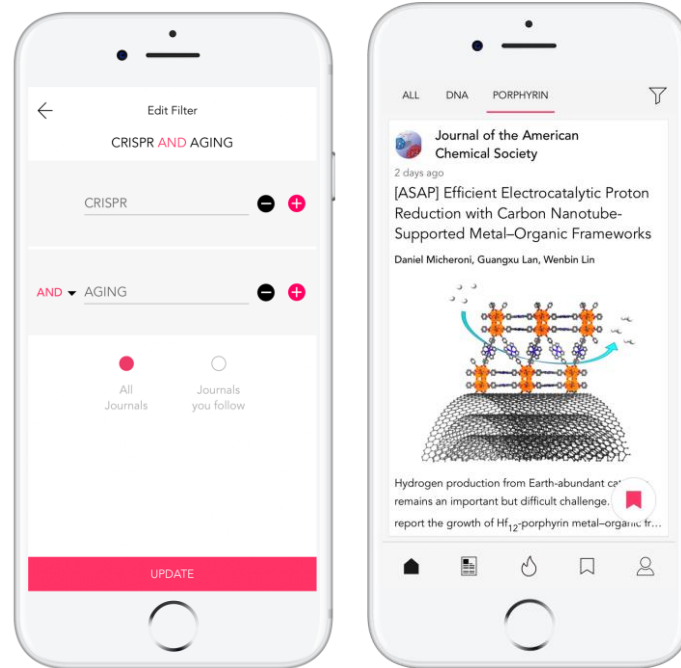 Edit Filter
CRISPR AND AGING
CRISPR
AND AGING
All
Journals
Journals
you follow
UPDATE
ALL DNA PORPHYRIN
Journal of the American
Chemical Society
2 days ago
[ASAP] Efficient Electrocatalytic Proton
Reduction with Carbon Nanotube-
Supported Metal–Organic Frameworks
Daniel Micheroni, Guangxu Lan, Wenbin Lin
Hydrogen production from Earth-abundant
remains an important but difficult challenge.
report the growth of Hf₁₂-porphyrin metal–organic fr...